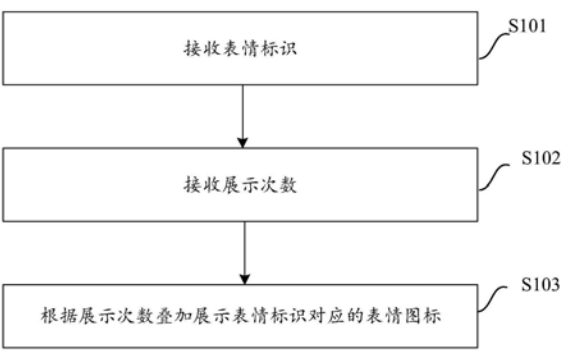 S101
接收表情标识
S102
接收展示次数
S103
根据展示次数叠加展示表情标识对应的表情图标